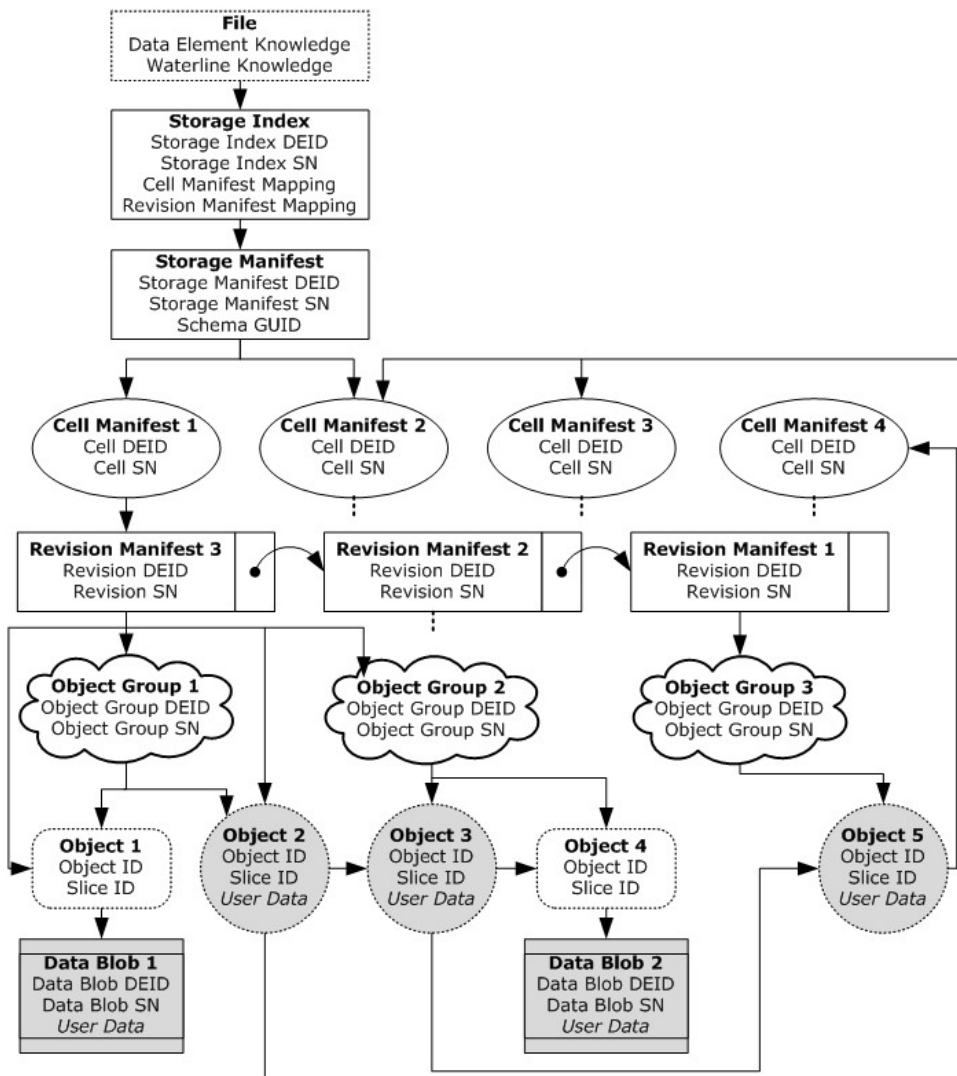 File
Data Element Knowledge
Waterline Knowledge
Storage Index
Storage Index DEID
Storage Index SN
Cell Manifest Mapping
Revision Manifest Mapping
Storage Manifest
Storage Manifest DEID
Storage Manifest SN
Schema GUID
Cell Manifest 1
Cell DEID
Cell SN
Cell Manifest 2
Cell DEID
Cell SN
Cell Manifest 3
Cell DEID
Cell SN
Cell Manifest 4
Cell DEID
Cell SN
Revision Manifest 3
Revision DEID
Revision SN
Revision Manifest 2
Revision DEID
Revision SN
Revision Manifest 1
Revision DEID
Revision SN
Object Group 1
Object Group DEID
Object Group SN
Object Group 2
Object Group DEID
Object Group SN
Object Group 3
Object Group DEID
Object Group SN
Object 1
Object ID
Slice ID
Object 2
Object ID
Slice ID
User Data
Object 3
Object ID
Slice ID
User Data
Object 4
Object ID
Slice ID
Object 5
Object ID
Slice ID
User Data
Data Blob 1
Data Blob DEID
Data Blob SN
User Data
Data Blob 2
Data Blob DEID
Data Blob SN
User Data